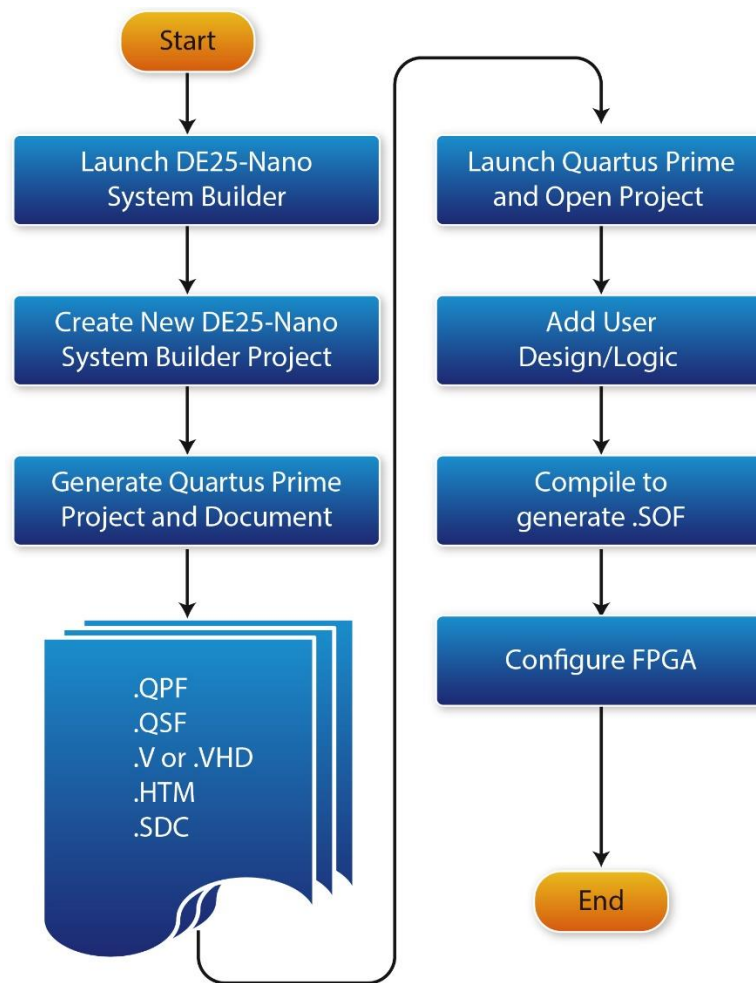 Start
Launch DE25-Nano
System Builder
Create New DE25-Nano
System Builder Project
Generate Quartus Prime
Project and Document
.QPF
.QSF
.V or .VHD
.HTM
.SDC
Launch Quartus Prime
and Open Project
Add User
Design/Logic
Compile to
generate .SOF
Configure FPGA
End